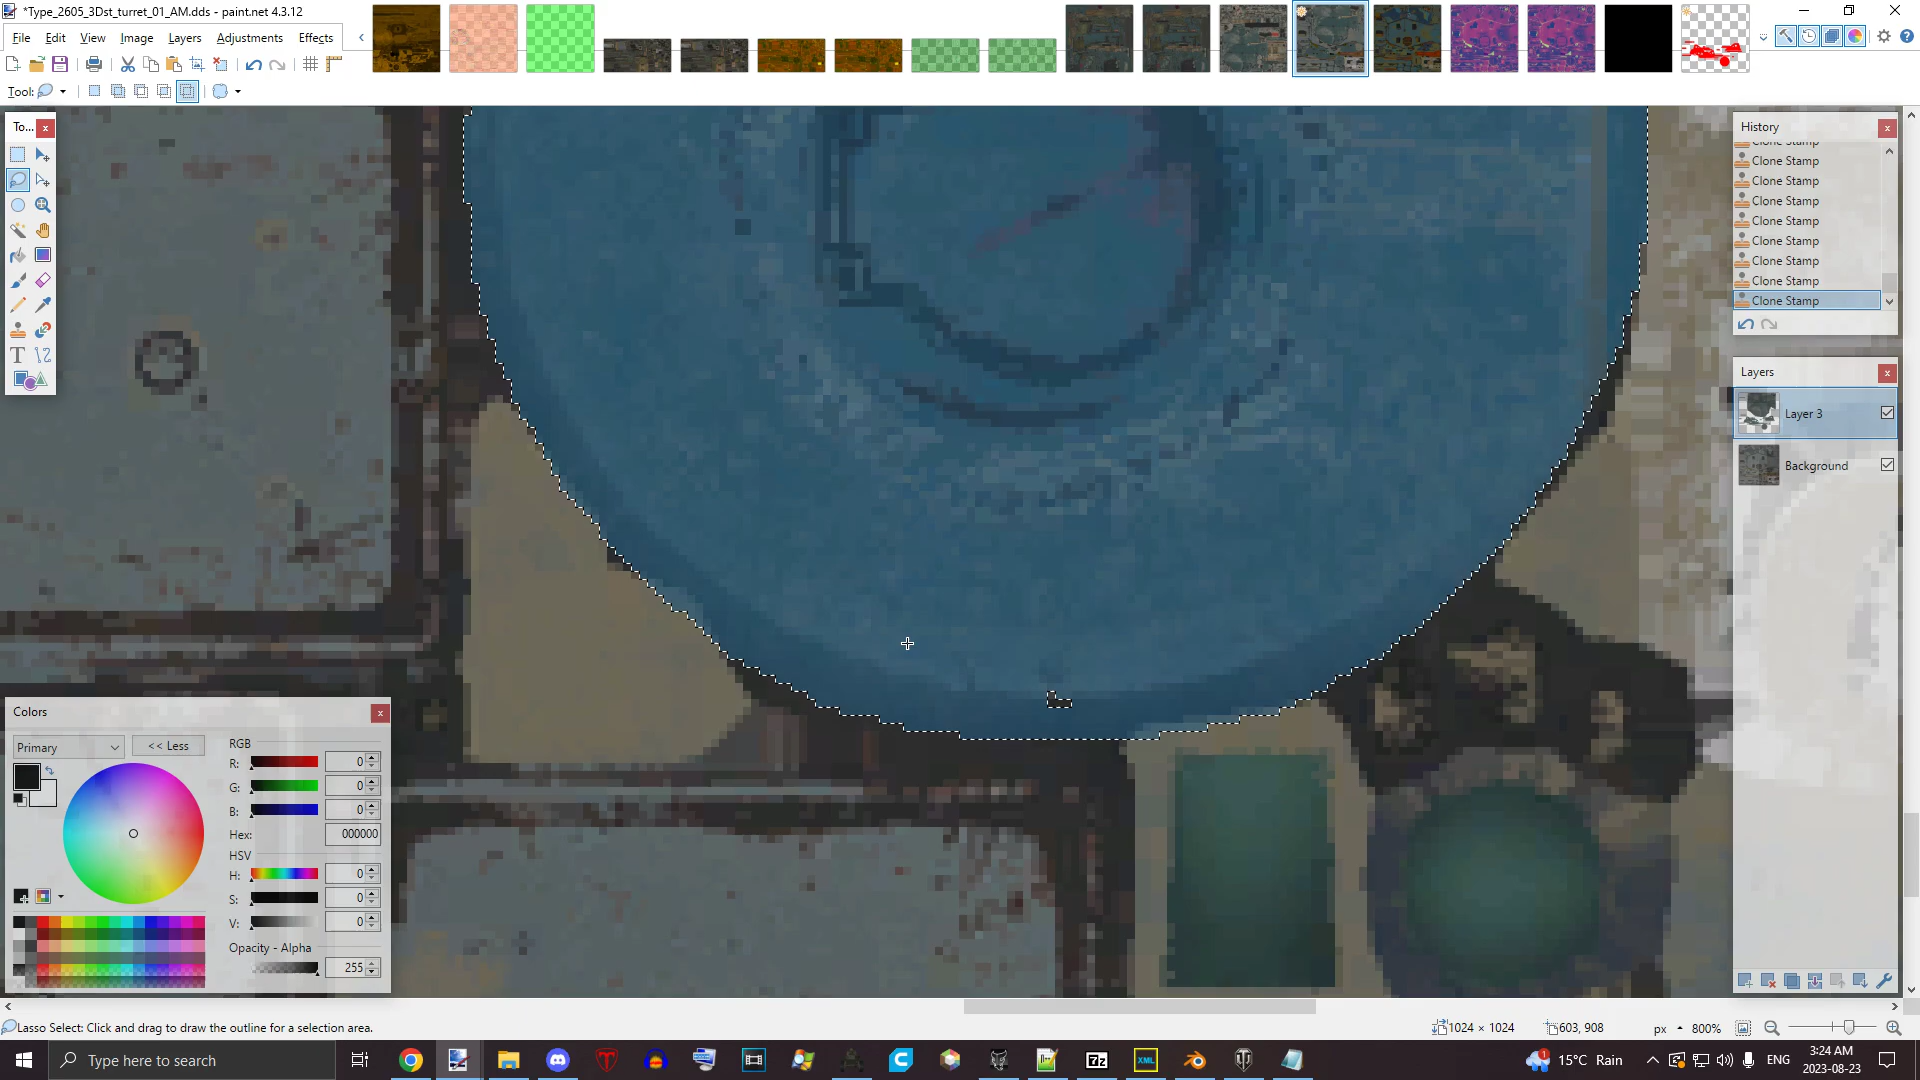 *Type_2605_3Dst_turret_01_AM.dds - paint.net 4.3.12
File Edit View Image Layers Adjustments Effects
Tool:
To...
History
Clone Stamp
Clone Stamp
Clone Stamp
Clone Stamp
Clone Stamp
Clone Stamp
Clone Stamp
Clone Stamp
Clone Stamp
Layers
Layer 3
Background
Colors
Primary
<< Less
RGB
R: 0
G: 0
B: 0
Hex: 000000
HSV
H: 0
S: 0
V: 0
Opacity - Alpha
255
Lasso Select: Click and drag to draw the outline for a selection area.
1024 × 1024
603, 908
px
800%
Type here to search
15°C Rain
ENG
3:24 AM
2023-08-23